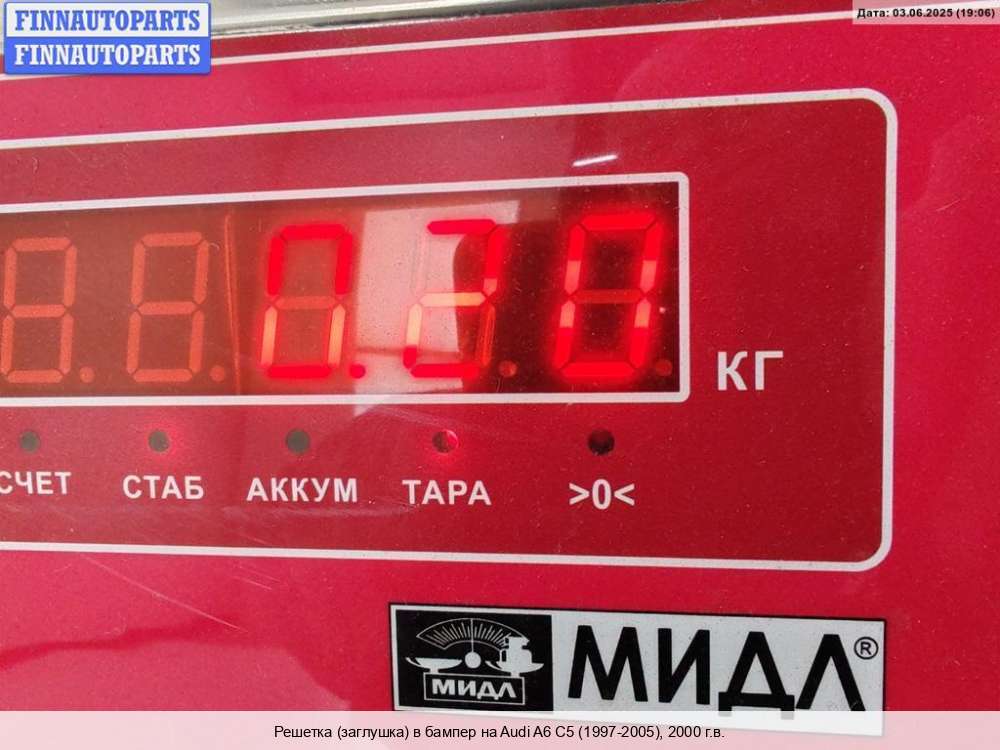 FINNAUTOPARTS
FINNAUTOPARTS
Дата: 03.06.2025 (19:06)
0.20
КГ
СЧЕТ СТАБ АККУМ ТАРА >0<
МИДЛ
МИДЛ®
Решетка (заглушка) в бампер на Audi A6 C5 (1997-2005), 2000 г.в.